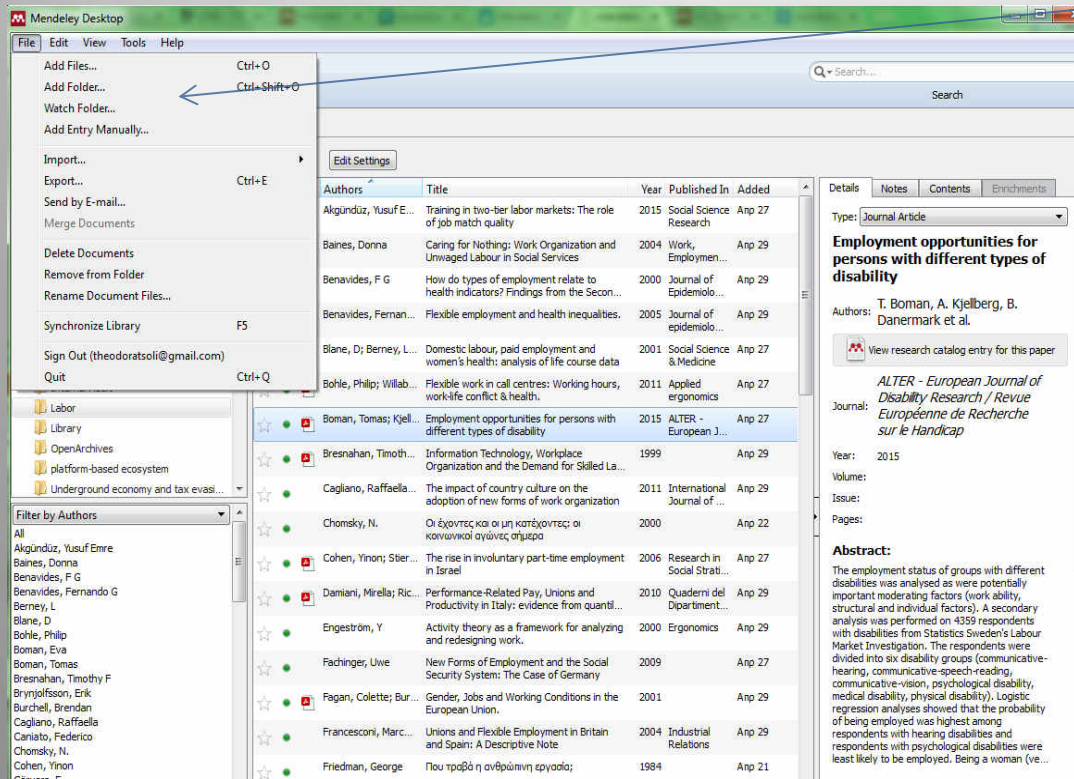 Mendeley Desktop
File Edit View Tools Help
Add Files... Ctrl+O
Add Folder... Ctrl+Shift+O
Watch Folder...
Add Entry Manually...
Import...
Export... Ctrl+E
Send by E-mail...
Merge Documents
Delete Documents
Remove from Folder
Rename Document Files...
Synchronize Library F5
Sign Out (theodoratsoli@gmail.com)
Quit Ctrl+Q
Labor
Library
OpenArchives
platform-based ecosystem
Underground economy and tax evasi...
Filter by Authors
All
Akgündüz, Yusuf Emre
Baines, Donna
Benavides, F G
Benavides, Fernando G
Berney, L
Blane, D
Bohle, Philip
Boman, Eva
Boman, Tomas
Bresnahan, Timothy F
Brynjolfsson, Erik
Burchell, Brendan
Cagliano, Raffaella
Caniato, Federico
Chomsky, N.
Cohen, Yinon
Search...
Search
Edit Settings
Authors Title Year Published In Added
Akgündüz, Yusuf E... Training in two-tier labor markets: The role 2015 Social Science Απρ 27
of job match quality Research
Baines, Donna Caring for Nothing: Work Organization and 2004 Work, Απρ 29
Unwaged Labour in Social Services Employmen...
Benavides, F G How do types of employment relate to 2000 Journal of Απρ 29
health indicators? Findings from the Secon... Epidemiolo...
Benavides, Fernan... Flexible employment and health inequalities. 2005 Journal of Απρ 29
epidemiolo...
Blane, D; Berney, L... Domestic labour, paid employment and 2001 Social Science Απρ 27
women's health: analysis of life course data & Medicine
Bohle, Philip; Willab... Flexible work in call centres: Working hours, 2011 Applied Απρ 27
work-life conflict & health. ergonomics
Boman, Tomas; Kjell... Employment opportunities for persons with 2015 ALTER - Απρ 27
different types of disability European J...
Bresnahan, Timoth... Information Technology, Workplace 1999 Απρ 29
Organization and the Demand for Skilled La...
Cagliano, Raffaella... The impact of country culture on the 2011 International Απρ 29
adoption of new forms of work organization Journal of ...
Chomsky, N. Οι έχοντες και οι μη κατέχοντες: οι 2000 Απρ 22
κοινωνικοί αγώνες σήμερα
Cohen, Yinon; Stier... The rise in involuntary part-time employment 2006 Research in Απρ 27
in Israel Social Strati...
Damiani, Mirella; Ric... Performance-Related Pay, Unions and 2010 Quaderni del Απρ 29
Productivity in Italy: evidence from quantil... Dipartiment...
Engeström, Y Activity theory as a framework for analyzing 2000 Ergonomics Απρ 29
and redesigning work.
Fachinger, Uwe New Forms of Employment and the Social 2009 Απρ 27
Security System: The Case of Germany
Fagan, Colette; Bur... Gender, Jobs and Working Conditions in the 2001 Απρ 29
European Union.
Francesconi, Marc... Unions and Flexible Employment in Britain 2004 Industrial Απρ 29
and Spain: A Descriptive Note Relations
Friedman, George Που τραβά η ανθρώπινη εργασία; 1984 Απρ 21
Details Notes Contents Enrichments
Type: Journal Article
Employment opportunities for
persons with different types of
disability
Authors: T. Boman, A. Kjellberg, B.
Danermark et al.
View research catalog entry for this paper
Journal: ALTER - European Journal of
Disability Research / Revue
Européenne de Recherche
sur le Handicap
Year: 2015
Volume:
Issue:
Pages:
Abstract:
The employment status of groups with different
disabilities was analysed as were potentially
important moderating factors (work ability,
structural and individual factors). A secondary
analysis was performed on 4359 respondents
with disabilities from Statistics Sweden's Labour
Market Investigation. The respondents were
divided into six disability groups (communicative-
hearing, communicative-speech-reading,
communicative-vision, psychological disability,
medical disability, physical disability). Logistic
regression analyses showed that the probability
of being employed was highest among
respondents with hearing disabilities and
respondents with psychological disabilities were
least likely to be employed. Being a woman (ve...